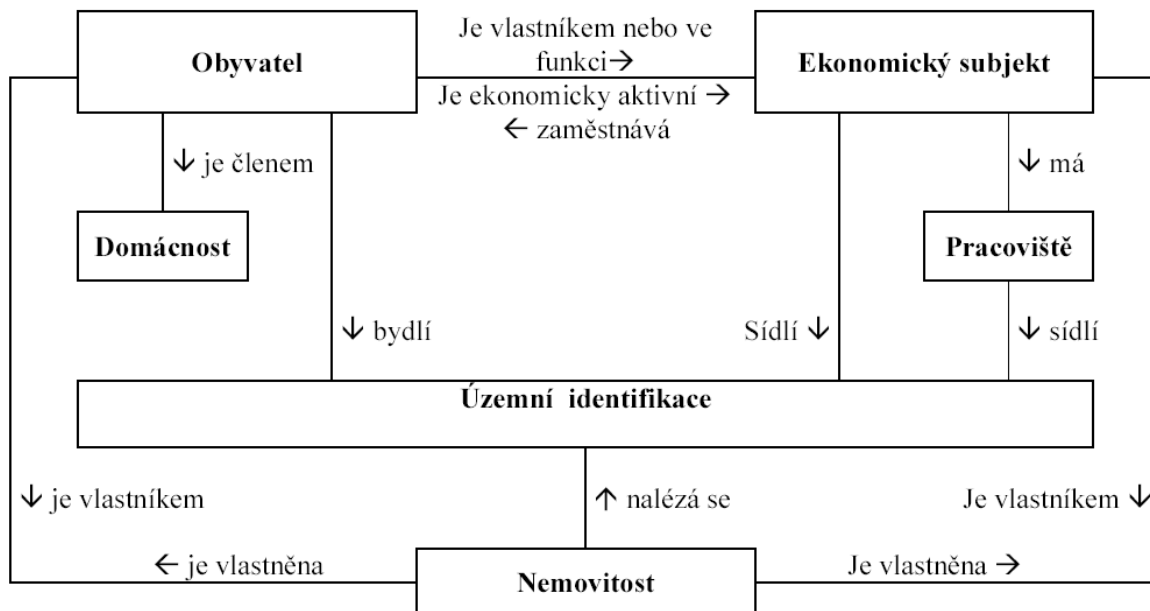 Je vlastníkem nebo ve
funkci→
Obyvatel
Ekonomický subjekt
Je ekonomicky aktivní →
← zaměstnává
↓ je členem
↓ má
Domácnost
Pracoviště
↓ bydlí
Sídlí ↓
↓ sídlí
Územní identifikace
↓ je vlastníkem
↑ nalézá se
Je vlastníkem ↓
← je vlastněna
Nemovitost
Je vlastněna →